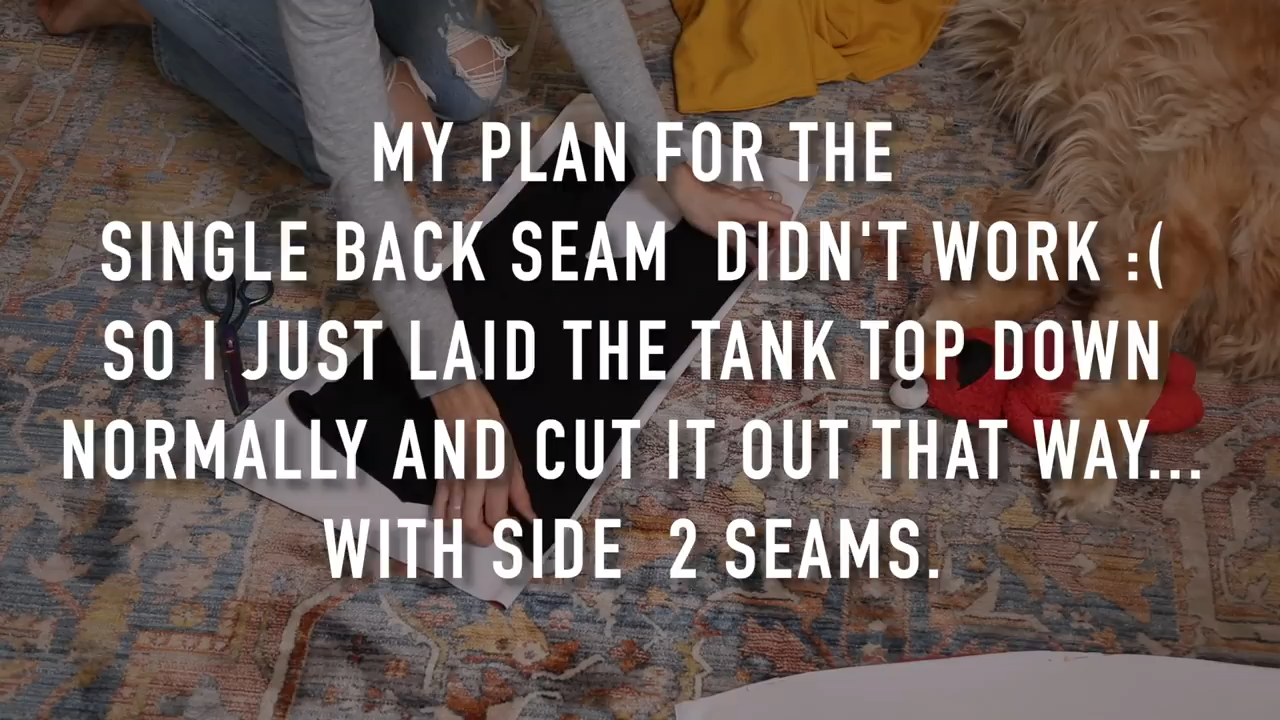 MY PLAN FOR THE
SINGLE BACK SEAM DIDN'T WORK :(
SO I JUST LAID THE TANK TOP DOWN
NORMALLY AND CUT IT OUT THAT WAY...
WITH SIDE 2 SEAMS.